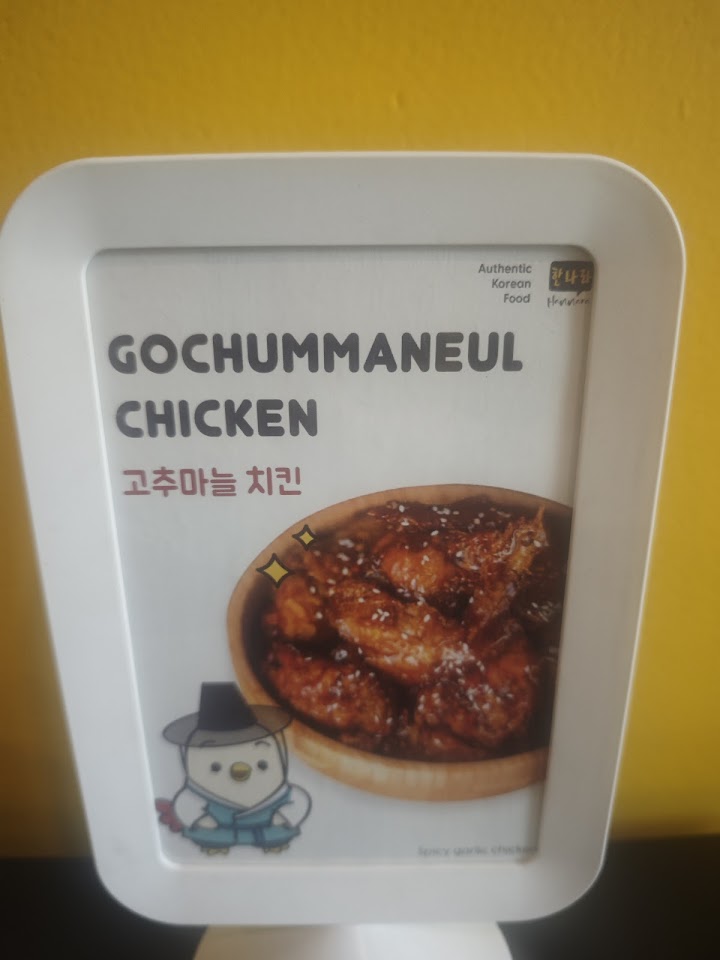 Authentic
Korean
Food
GOCHUMMANEUL
CHICKEN
고추마늘 치킨
Spicy garlic chicken